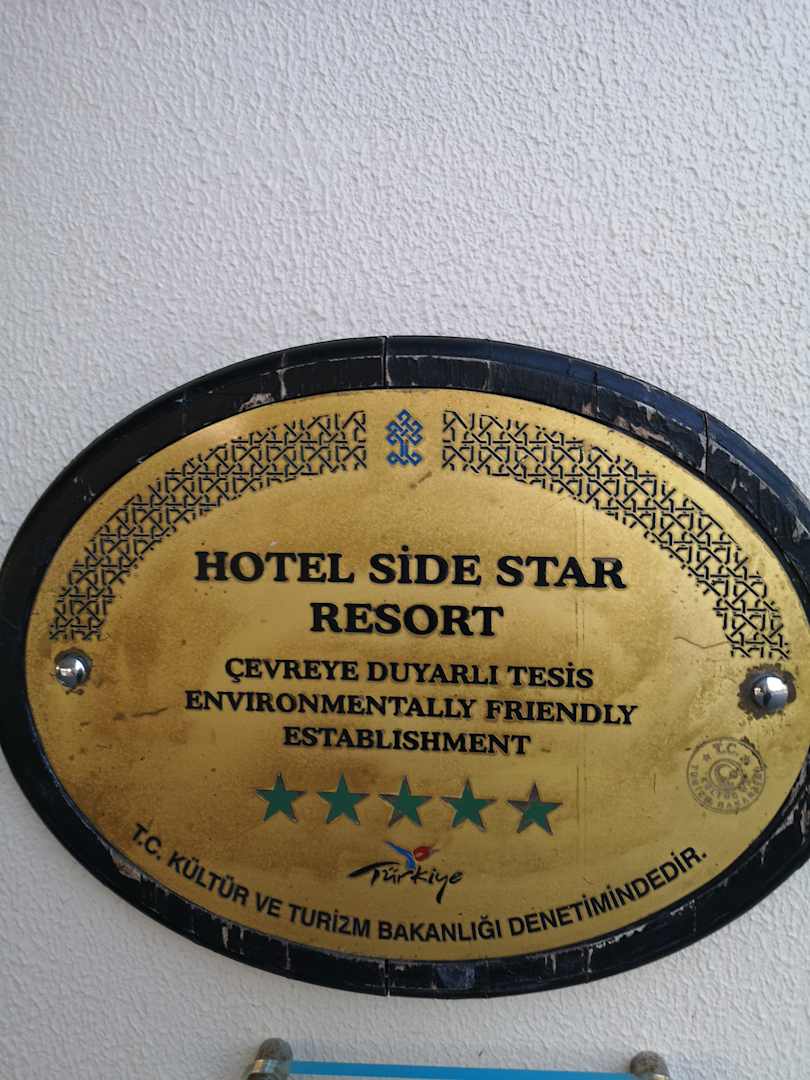 HOTEL SİDE STAR
RESORT
ÇEVREYE DUYARLI TESİS
ENVIRONMENTALLY FRIENDLY
ESTABLISHMENT
Türkiye
T.C. KÜLTÜR VE TURİZM BAKANLIĞI DENETİMİNDEDİR.
T.C.